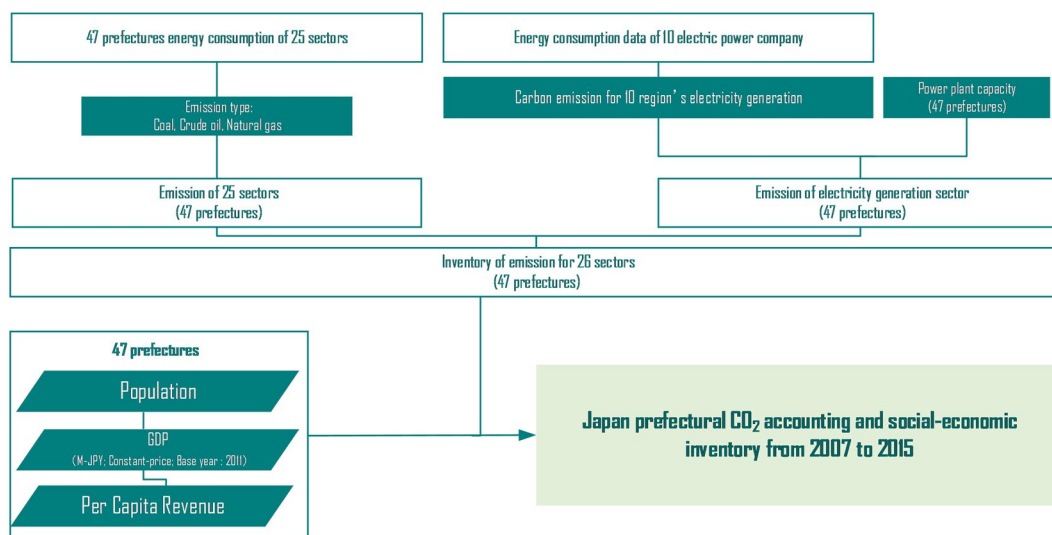 47 prefectures energy consumption of 25 sectors
Energy consumption data of 10 electric power company
Emission type:
Coal, Crude oil, Natural gas
Carbon emission for 10 region’s electricity generation
Power plant capacity
(47 prefectures)
Emission of 25 sectors
(47 prefectures)
Emission of electricity generation sector
(47 prefectures)
Inventory of emission for 26 sectors
(47 prefectures)
47 prefectures
Population
GDP
(M-JPY; Constant-price; Base year : 2011)
Per Capita Revenue
Japan prefectural CO₂ accounting and social-economic
inventory from 2007 to 2015